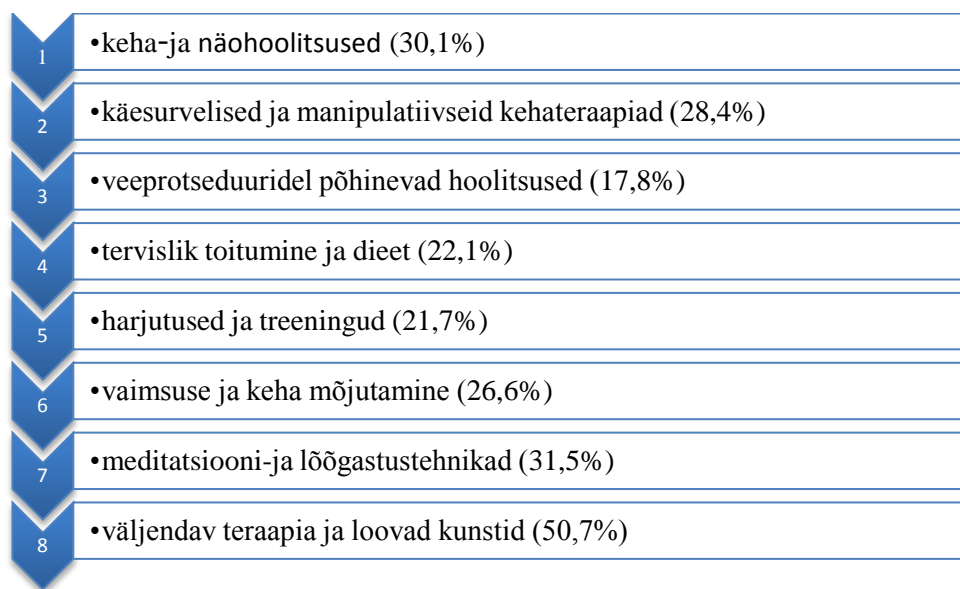 1 •keha-ja näohoolitsused (30,1%)
2 •käesurvelised ja manipulatiivseid kehateraapiad (28,4%)
3 •veeprotseduuridel põhinevad hoolitsused (17,8%)
4 •tervislik toitumine ja dieet (22,1%)
5 •harjutused ja treeningud (21,7%)
6 •vaimsuse ja keha mõjutamine (26,6%)
7 •meditatsiooni-ja lõõgastustehnikad (31,5%)
8 •väljendav teraapia ja loovad kunstid (50,7%)